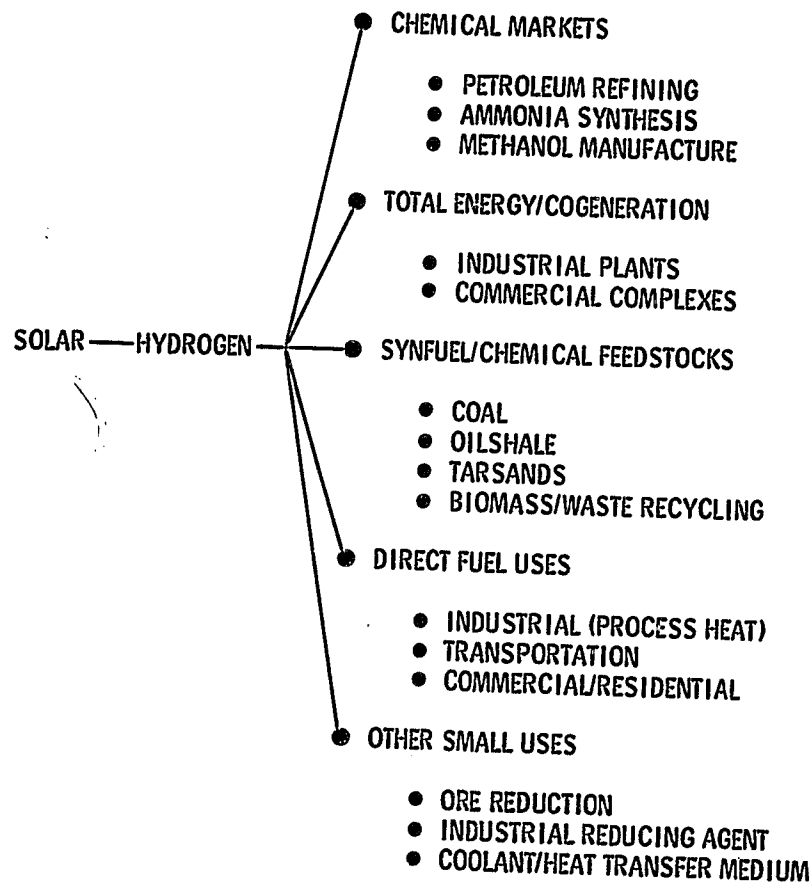 ● CHEMICAL MARKETS
● PETROLEUM REFINING
● AMMONIA SYNTHESIS
● METHANOL MANUFACTURE
● TOTAL ENERGY/COGENERATION
● INDUSTRIAL PLANTS
● COMMERCIAL COMPLEXES
SOLAR — HYDROGEN — ● SYNFUEL/CHEMICAL FEEDSTOCKS
● COAL
● OILSHALE
● TARSANDS
● BIOMASS/WASTE RECYCLING
● DIRECT FUEL USES
● INDUSTRIAL (PROCESS HEAT)
● TRANSPORTATION
● COMMERCIAL/RESIDENTIAL
● OTHER SMALL USES
● ORE REDUCTION
● INDUSTRIAL REDUCING AGENT
● COOLANT/HEAT TRANSFER MEDIUM